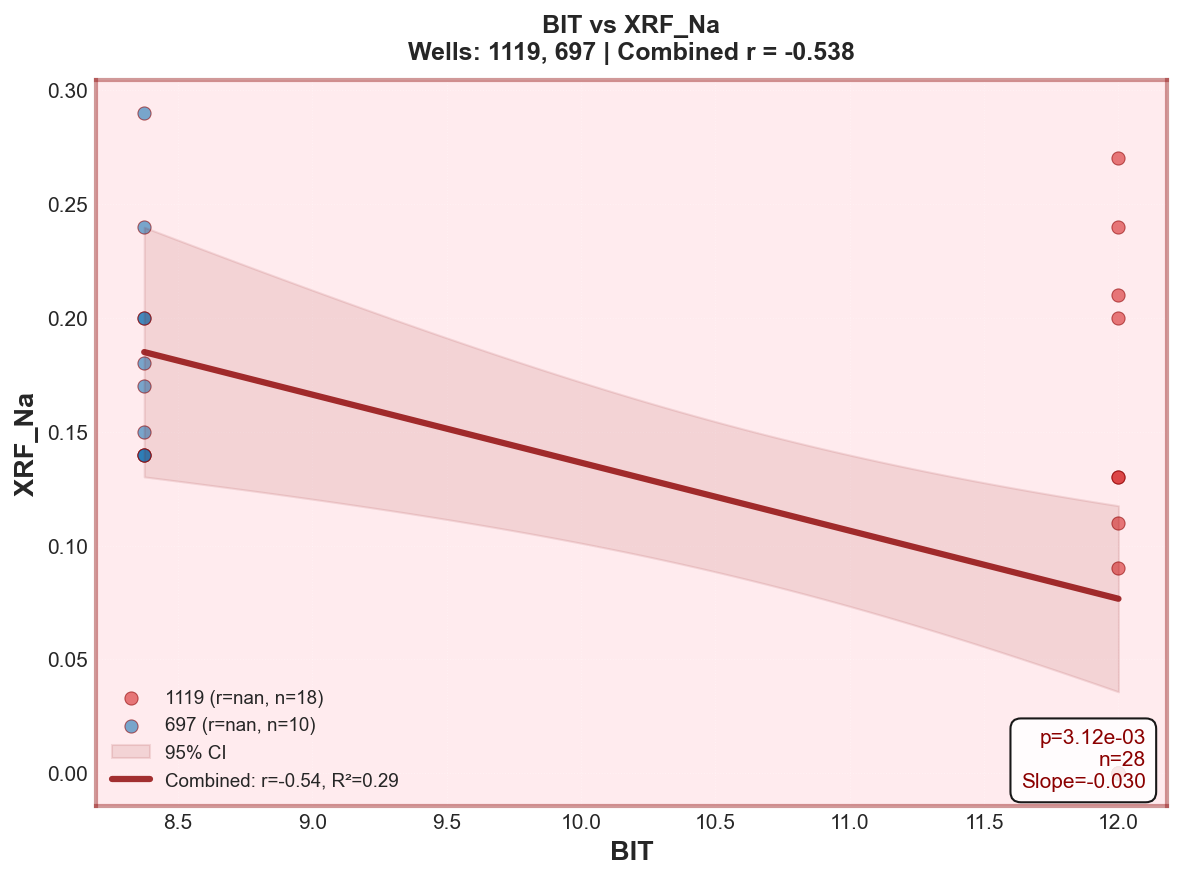 BIT vs XRF_Na
Wells: 1119, 697 | Combined r = -0.538
XRF_Na
0.30
0.25
0.20
0.15
0.10
0.05
0.00
1119 (r=nan, n=18)
697 (r=nan, n=10)
95% CI
Combined: r=-0.54, R²=0.29
p=3.12e-03
n=28
Slope=-0.030
8.5 9.0 9.5 10.0 10.5 11.0 11.5 12.0
BIT